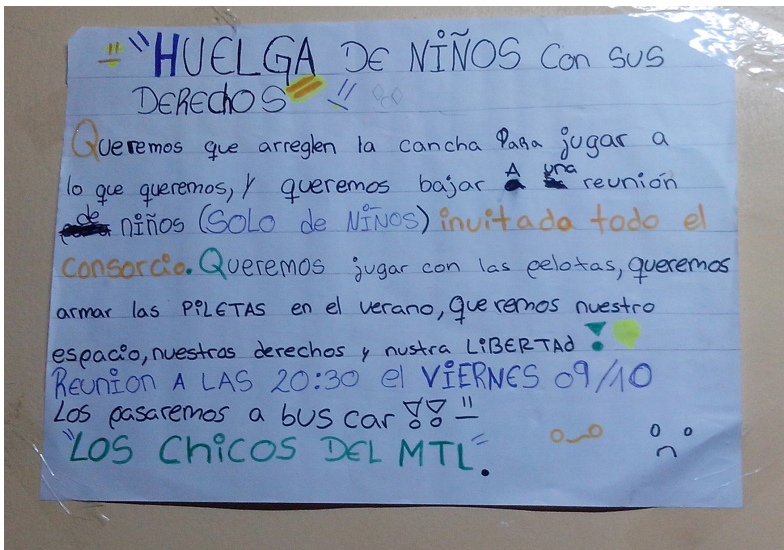 "HUELGA DE NIÑOS CON SUS
DERECHOS"
Queremos que arreglen la cancha PARA jugar a
lo que queremos, y queremos bajar A una reunión
de niños (SOLO de NIÑOS) invitada todo el
consorcio. Queremos jugar con las pelotas, queremos
armar las PILETAS en el verano, queremos nuestro
espacio, nuestros derechos y nustra LIBERTAD!
REUNION A LAS 20:30 el VIERNES 09/10
Los pasaremos a bus car!!
"LOS CHICOS DEL MTL".